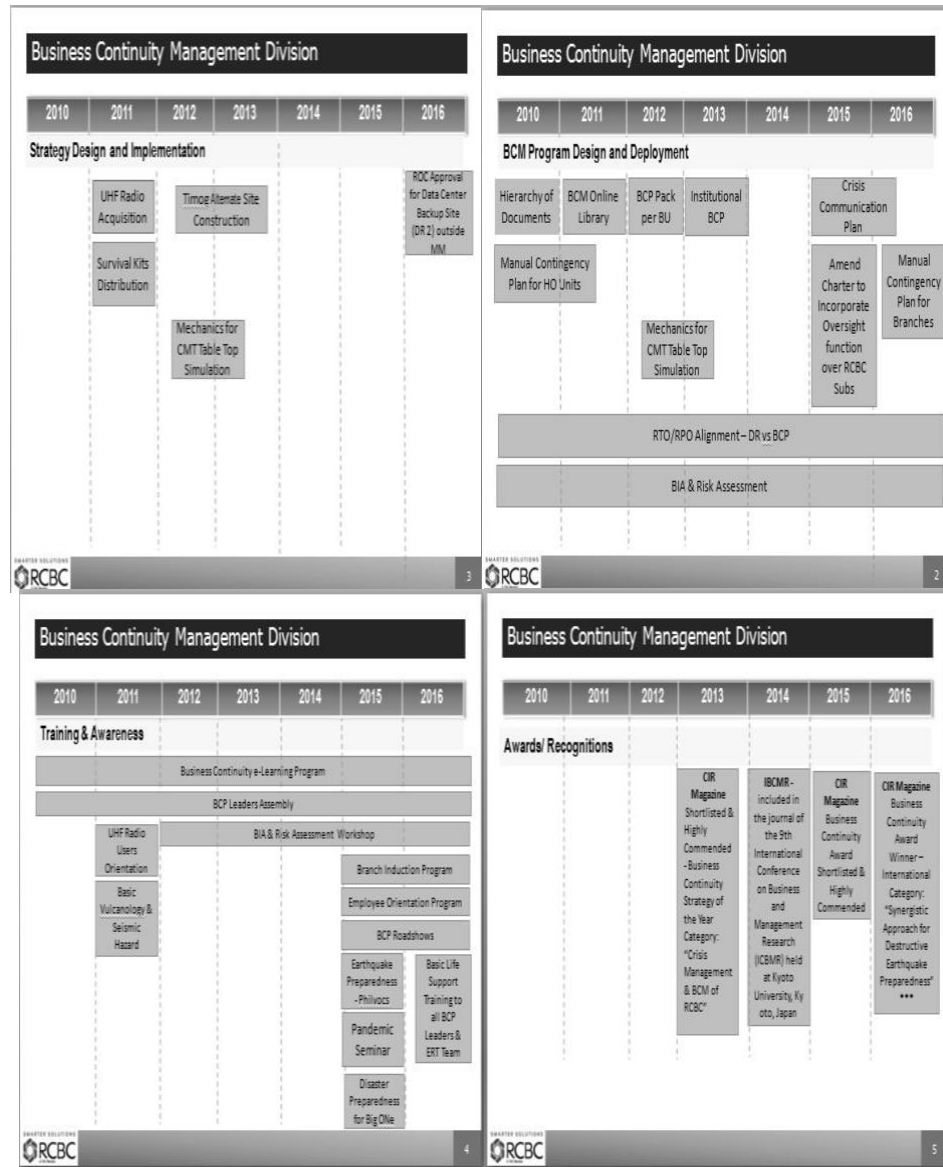 Business Continuity Management Division
2010 2011 2012 2013 2014 2015 2016
Strategy Design and Implementation
UHF Radio
Acquisition
Survival Kits
Distribution
Timog Alternate Site
Construction
Mechanics for
CMT Table Top
Simulation
ROC Approval
for Data Center
Backup Site
(DR 2) outside
MM
SMARTER SOLUTIONS
RCBC
3
Business Continuity Management Division
2010 2011 2012 2013 2014 2015 2016
BCM Program Design and Deployment
Hierarchy of
Documents
BCM Online
Library
BCP Pack
per BU
Institutional
BCP
Crisis
Communication
Plan
Manual Contingency
Plan for HO Units
Mechanics for
CMT Table Top
Simulation
Amend
Charter to
Incorporate
Oversight
function
over RCBC
Subs
Manual
Contingency
Plan for
Branches
RTO/RPO Alignment – DR vs BCP
BIA & Risk Assessment
SMARTER SOLUTIONS
RCBC
2
Business Continuity Management Division
2010 2011 2012 2013 2014 2015 2016
Training & Awareness
Business Continuity e-Learning Program
BCP Leaders Assembly
UHF Radio
Users
Orientation
BIA & Risk Assessment Workshop
Basic
Vulcanology &
Seismic
Hazard
Branch Induction Program
Employee Orientation Program
BCP Roadshows
Earthquake
Preparedness
- Philvocs
Pandemic
Seminar
Disaster
Preparedness
for Big ONe
Basic Life
Support
Training to
all BCP
Leaders &
ERT Team
SMARTER SOLUTIONS
RCBC
4
Business Continuity Management Division
2010 2011 2012 2013 2014 2015 2016
Awards/ Recognitions
CIR
Magazine
Shortlisted &
Highly
Commended
- Business
Continuity
Strategy of
the Year
Category:
"Crisis
Management
& BCM of
RCBC"
IBCMR -
included in
the journal of
the 9th
International
Conference
on Business
and
Management
Research
(ICBMR) held
at Kyoto
University, Ky
oto, Japan
CIR
Magazine
Business
Continuity
Award
Shortlisted &
Highly
Commended
CIR Magazine
Business
Continuity
Award
Winner –
International
Category:
"Synergistic
Approach for
Destructive
Earthquake
Preparedness"
***
SMARTER SOLUTIONS
RCBC
5